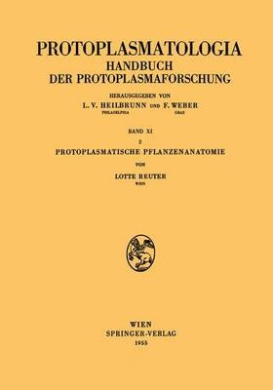 PROTOPLASMATOLOGIA
HANDBUCH
DER PROTOPLASMAFORSCHUNG
HERAUSGEGEBEN VON
L. V. HEILBRUNN UND F. WEBER
PHILADELPHIA GRAZ
BAND XI
2
PROTOPLASMATISCHE PFLANZENANATOMIE
VON
LOTTE REUTER
WIEN
WIEN
SPRINGER-VERLAG
1955